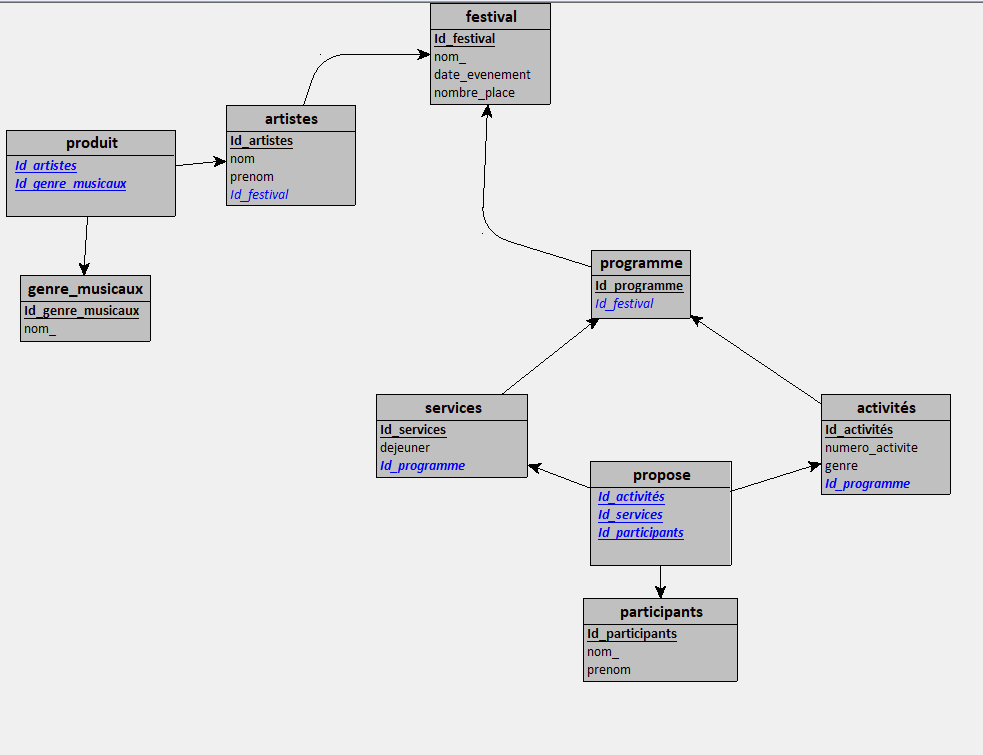 festival
Id_festival
nom_
date_evenement
nombre_place
artistes
Id_artistes
nom
prenom
Id_festival
produit
Id_artistes
Id_genre_musicaux
genre_musicaux
Id_genre_musicaux
nom_
programme
Id_programme
Id_festival
services
Id_services
dejeuner
Id_programme
activités
Id_activités
numero_activite
genre
Id_programme
propose
Id_activités
Id_services
Id_participants
participants
Id_participants
nom_
prenom